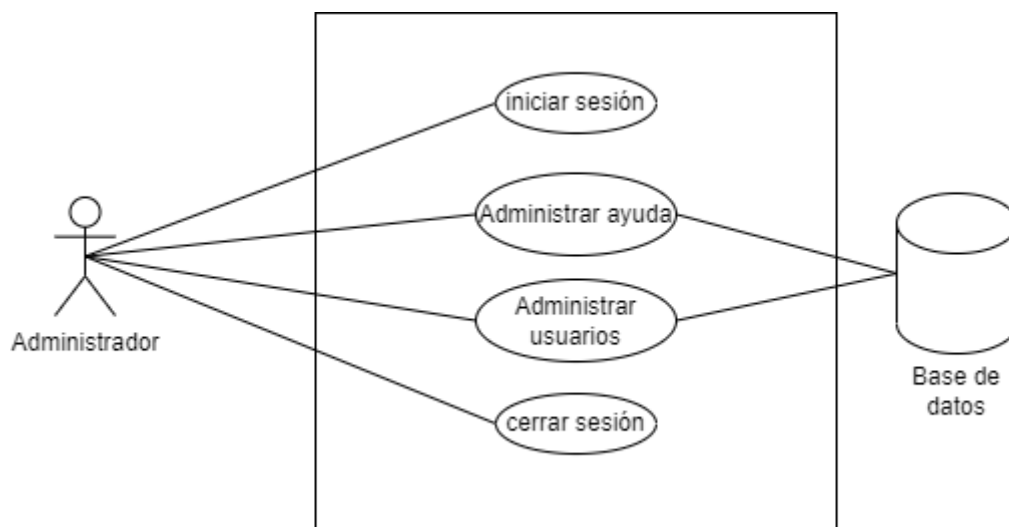 iniciar sesión
Administrar ayuda
Administrar
usuarios
cerrar sesión
Administrador
Base de
datos